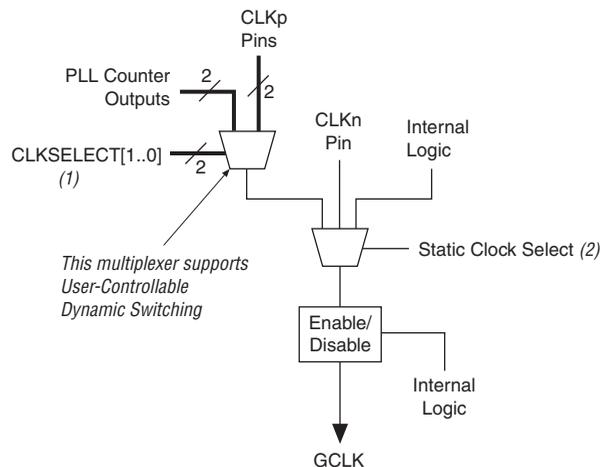 CLKp
Pins
PLL Counter
Outputs
2
2
CLKn
Pin
Internal
Logic
CLKSELECT[1..0]
(1)
2
Static Clock Select (2)
This multiplexer supports
User-Controllable
Dynamic Switching
Enable/
Disable
Internal
Logic
GCLK